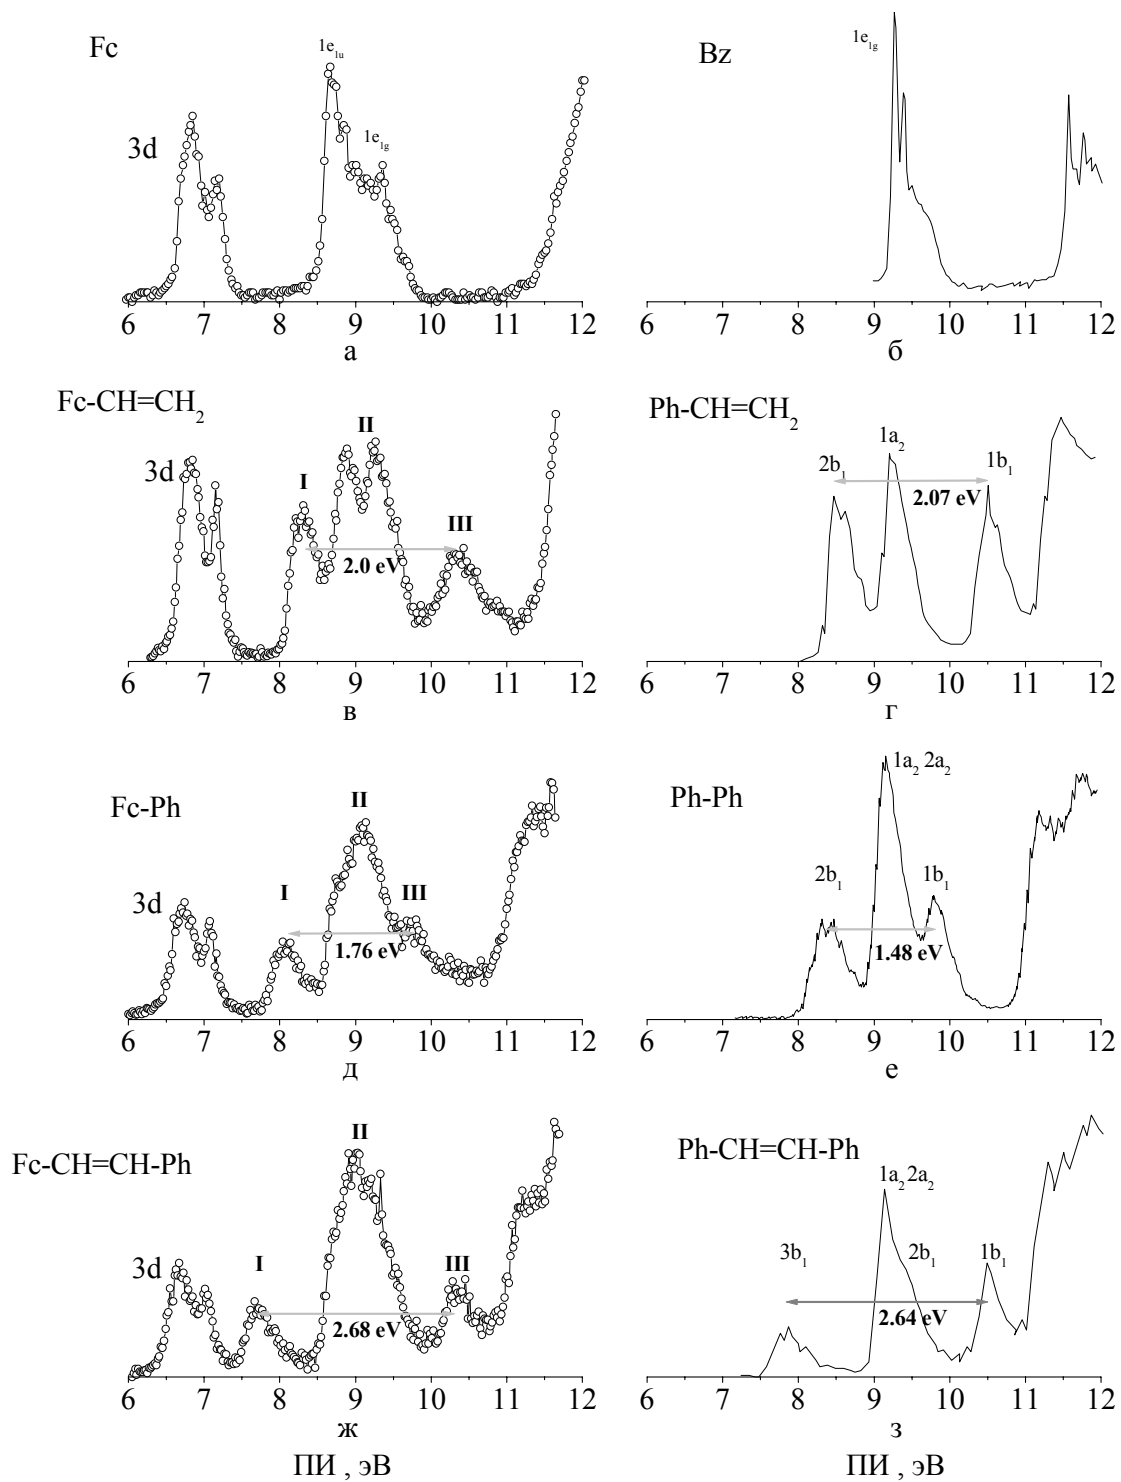 Fc
1e1u
1e1g
3d
6 7 8 9 10 11 12
а
Bz
1e1g
6 7 8 9 10 11 12
б
Fc-CH=CH2
3d
I
II
III
2.0 eV
6 7 8 9 10 11 12
в
Ph-CH=CH2
2b1
1a2
1b1
2.07 eV
6 7 8 9 10 11 12
г
Fc-Ph
3d
I
II
III
1.76 eV
6 7 8 9 10 11 12
д
Ph-Ph
2b1
1a2 2a2
1b1
1.48 eV
6 7 8 9 10 11 12
е
Fc-CH=CH-Ph
3d
I
II
III
2.68 eV
6 7 8 9 10 11 12
ж
ПИ , эВ
Ph-CH=CH-Ph
3b1
1a2 2a2
2b1
1b1
2.64 eV
6 7 8 9 10 11 12
з
ПИ , эВ